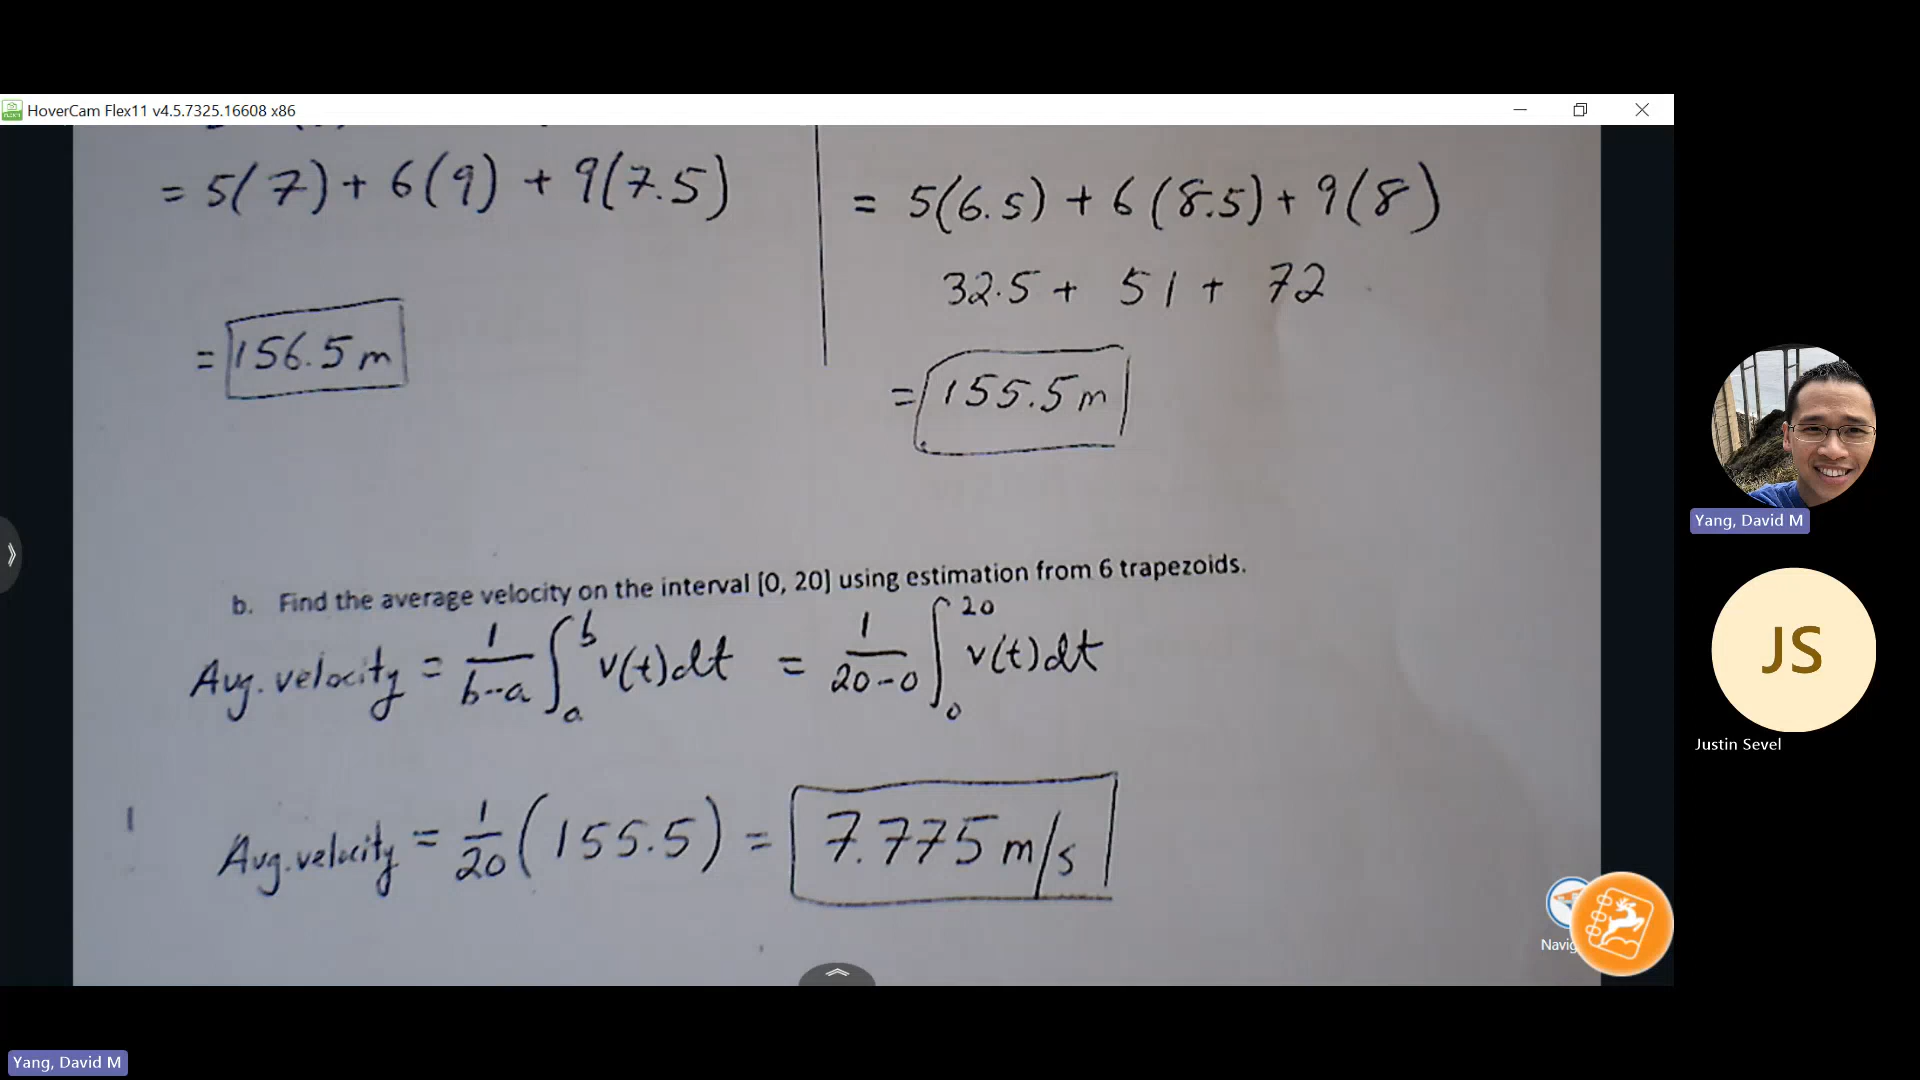 HoverCam Flex11 v4.5.7325.16608 x86
= 5(7) + 6(9) + 9(7.5)
= 156.5 m
= 5(6.5) + 6(8.5) + 9(8)
32.5 + 51 + 72
= 155.5 m
b. Find the average velocity on the interval [0, 20] using estimation from 6 trapezoids.
Avg. velocity = 1/b-a ∫_a^b v(t)dt = 1/20-0 ∫_0^20 v(t)dt
Avg. velocity = 1/20 (155.5) = 7.775 m/s
Yang, David M
JS
Justin Sevel
Yang, David M